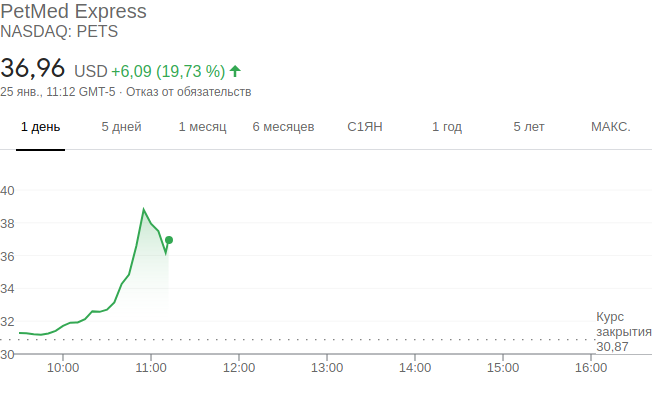 PetMed Express
NASDAQ: PETS
36,96 USD +6,09 (19,73 %)
25 янв., 11:12 GMT-5 · Отказ от обязательств
1 день 5 дней 1 месяц 6 месяцев С1ЯН 1 год 5 лет МАКС.
40
38
36
34
32
30
Курс
закрытия
30,87
10:00 11:00 12:00 13:00 14:00 15:00 16:00